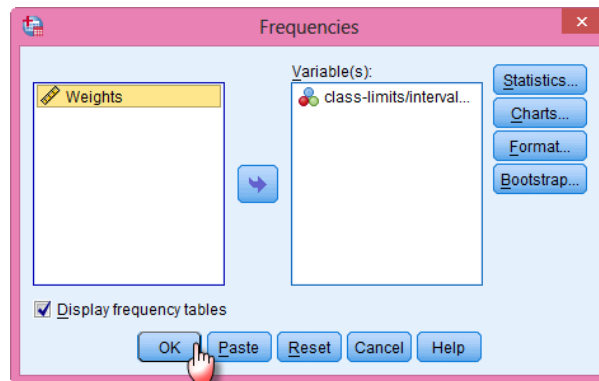 Frequencies
Variable(s):
Weights
class-limits/interval...
Statistics...
Charts...
Format...
Bootstrap...
Display frequency tables
OK
Paste
Reset
Cancel
Help